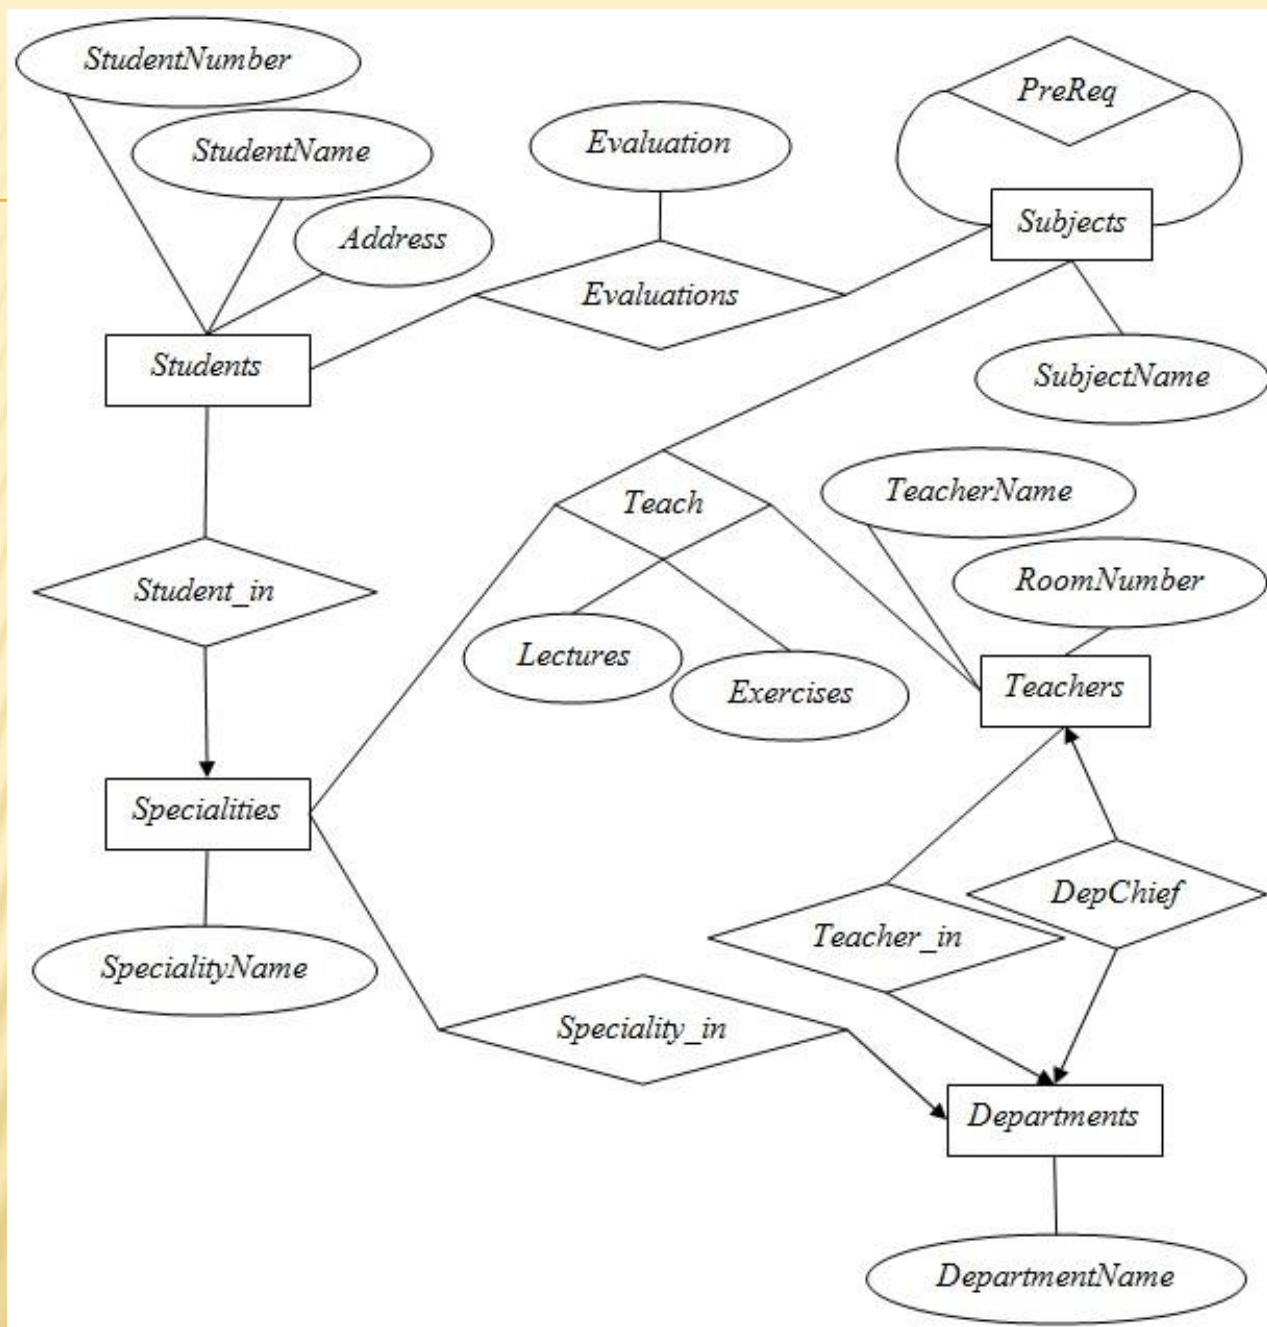 StudentNumber
PreReq
StudentName
Evaluation
Address
Subjects
Evaluations
Students
SubjectName
TeacherName
Teach
RoomNumber
Student_in
Lectures
Exercises
Teachers
Specialities
DepChief
Teacher_in
SpecialityName
Speciality_in
Departments
DepartmentName